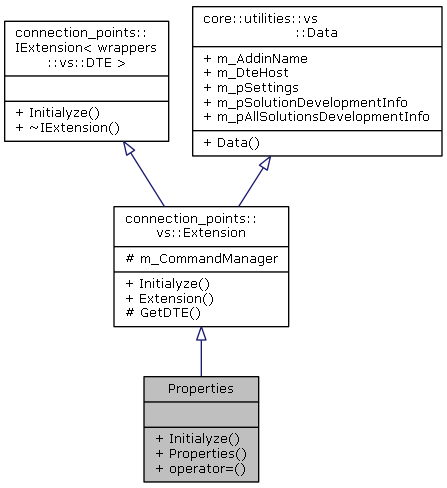 connection_points::
IExtension< wrappers
::vs::DTE >
+ Initialyze()
+ ~IExtension()
core::utilities::vs
::Data
+ m_AddinName
+ m_DteHost
+ m_pSettings
+ m_pSolutionDevelopmentInfo
+ m_pAllSolutionsDevelopmentInfo
+ Data()
connection_points::
vs::Extension
# m_CommandManager
+ Initialyze()
+ Extension()
# GetDTE()
Properties
+ Initialyze()
+ Properties()
+ operator=()